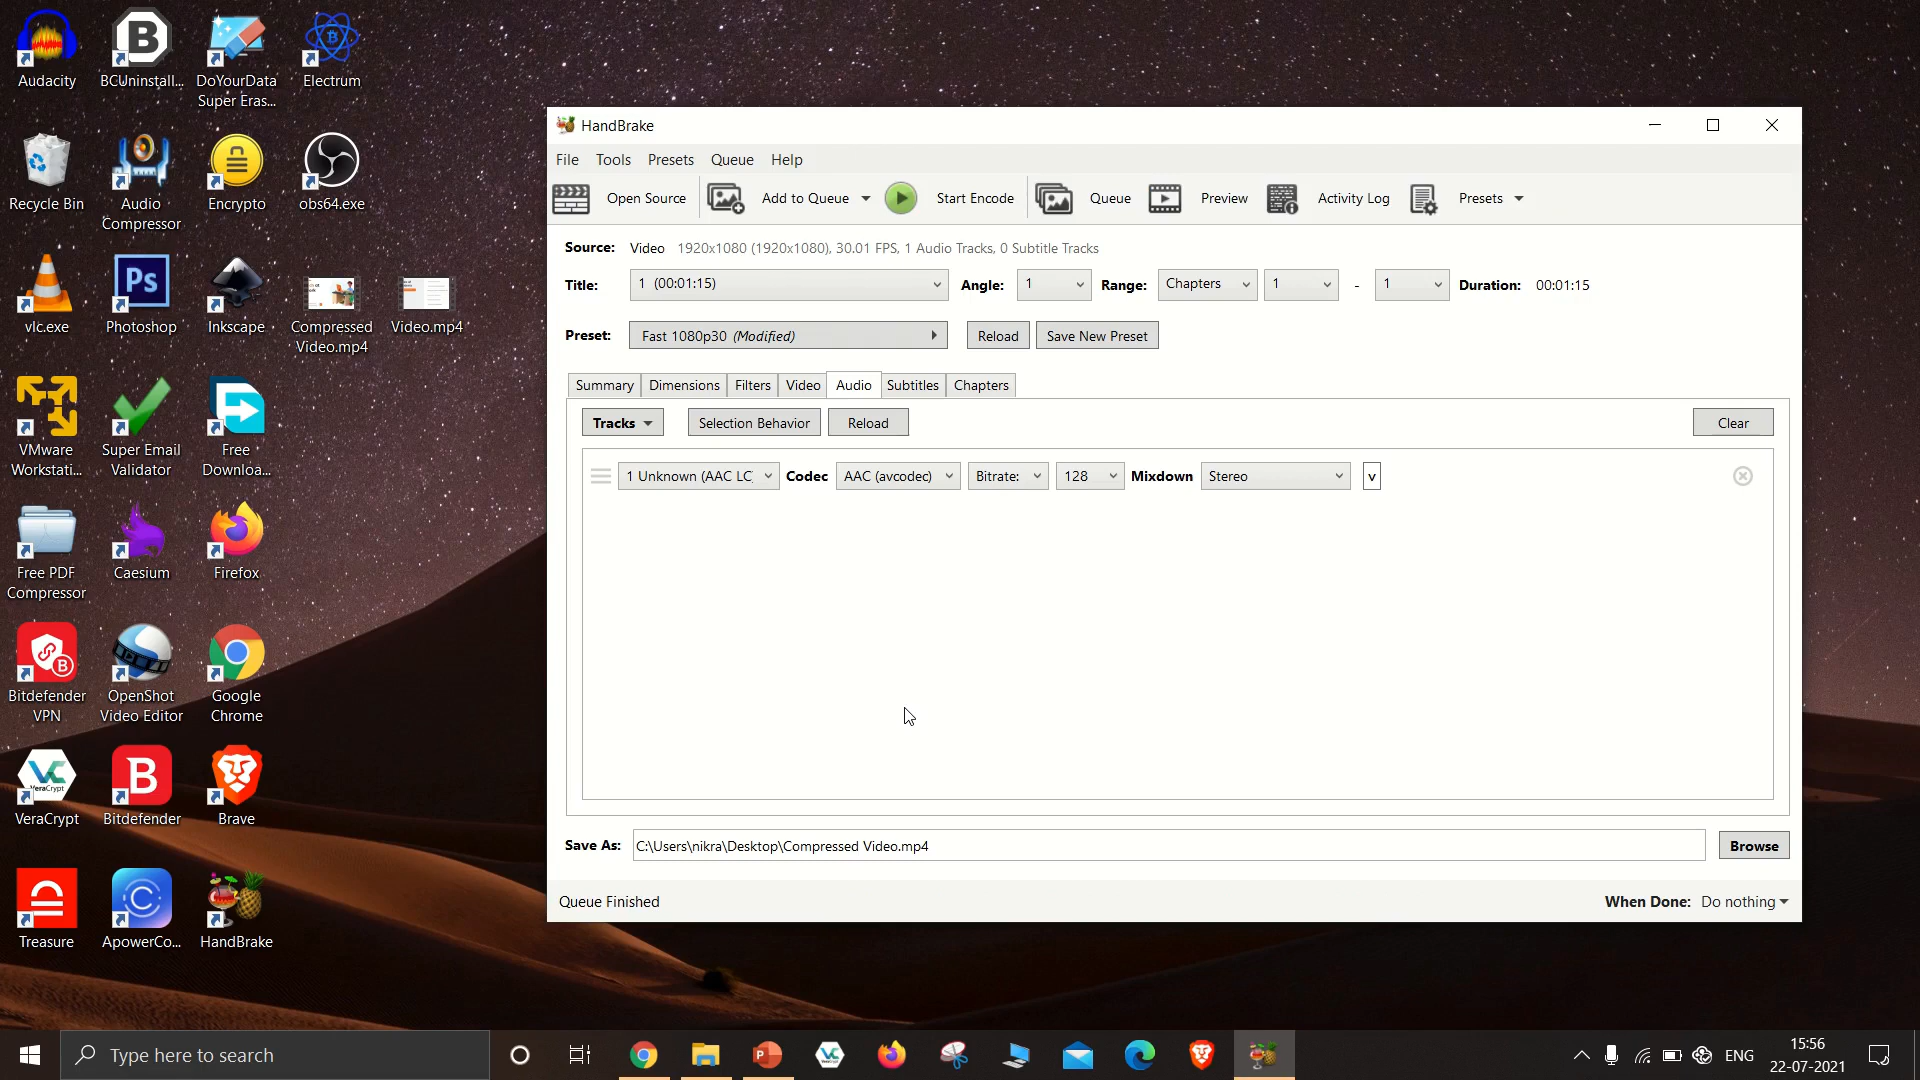 Audacity
BCUninstall...
DoYourData
Super Eras...
Electrum
Recycle Bin
Audio
Compressor
Encrypto
obs64.exe
vlc.exe
Ps
Photoshop
Inkscape
Compressed
Video.mp4
Video.mp4
VMware
Workstati...
Super Email
Validator
Free
Downloa...
Free PDF
Compressor
Caesium
Firefox
Bitdefender
VPN
OpenShot
Video Editor
Google
Chrome
VeraCrypt
Bitdefender
Brave
Treasure
ApowerCo...
HandBrake
HandBrake
File Tools Presets Queue Help
Open Source Add to Queue Start Encode Queue Preview Activity Log Presets
Source: Video 1920x1080 (1920x1080), 30.01 FPS, 1 Audio Tracks, 0 Subtitle Tracks
Title: 1 (00:01:15) Angle: 1 Range: Chapters 1 - 1 Duration: 00:01:15
Preset: Fast 1080p30 (Modified) Reload Save New Preset
Summary Dimensions Filters Video Audio Subtitles Chapters
Tracks Selection Behavior Reload Clear
1 Unknown (AAC LC) Codec AAC (avcodec) Bitrate: 128 Mixdown Stereo v
Save As: C:\Users\nikra\Desktop\Compressed Video.mp4 Browse
Queue Finished When Done: Do nothing
Type here to search
ENG
15:56
22-07-2021